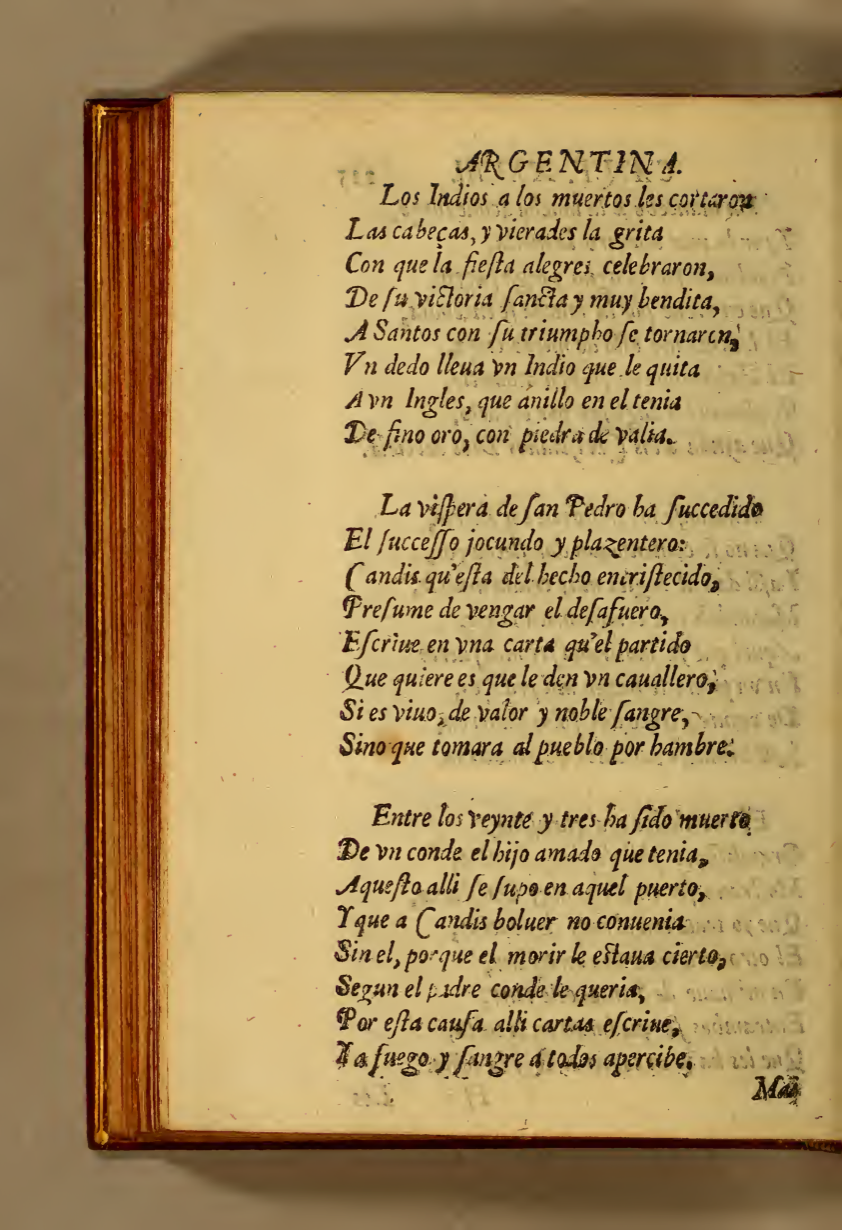 ARGENTINA.
Los Indios a los muertos les cortaron
Las cabeças, y vierades la grita
Con que la fiesta alegres celebraron,
De su victoria sancta y muy bendita,
A Santos con su triumpho se tornaren,
Vn dedo lleua vn Indio que le quita
A vn Ingles, que anillo en el tenia
De fino oro, con piedra de valia.
La vispera de san Pedro ha succedido
El successo jocundo y plazentero:
Candis qu'esta del hecho entristecido,
Presume de vengar el desafuero,
Escriue en vna carta qu'el partido
Que quiere es que le den vn cauallero,
Si es viuo, de valor y noble sangre,
Sino que tomara al pueblo por hambre.
Entre los veynte y tres ha sido muerto
De vn conde el hijo amado que tenia,
Aquesto alli se supo en aquel puerto,
Y que a Candis boluer no conuenia
Sin el, porque el morir le estaua cierto,
Segun el padre conde le queria,
Por esta causa alli cartas escriue,
Y a fuego y sangre a todos apercibe.